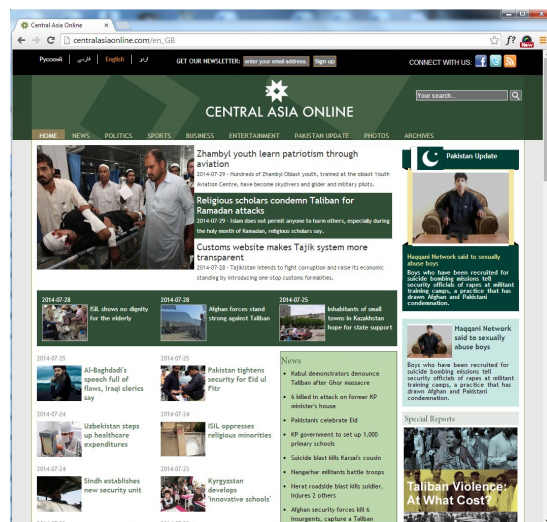 Central Asia Online
centralasiaonline.com/en_GB
Русский
فارسی
English
اردو
GET OUR NEWSLETTER:
enter your email address
Sign up
CONNECT WITH US:
CENTRAL ASIA ONLINE
Your search...
HOME NEWS POLITICS SPORTS BUSINESS ENTERTAINMENT PAKISTAN UPDATE PHOTOS ARCHIVES
Zhambyl youth learn patriotism through
aviation
2014-07-29 - Hundreds of Zhambyl Oblast youth, trained at the oblast Youth
Aviation Centre, have become skydivers and glider and military pilots.
Religious scholars condemn Taliban for
Ramadan attacks
2014-07-29 - Islam does not permit anyone to harm others, especially during
the holy month of Ramadan, religious scholars say.
Customs website makes Tajik system more
transparent
2014-07-28 - Tajikistan intends to fight corruption and raise its economic
standing by introducing one-stop customs formalities.
Pakistan Update
Haqqani Network said to sexually
abuse boys
Boys who have been recruited for
suicide bombing missions tell
security officials of rapes at militant
training camps, a practice that has
drawn Afghan and Pakistani
condemnation.
2014-07-28
ISIL shows no dignity
for the elderly
2014-07-28
Afghan forces stand
strong against Taliban
2014-07-25
Inhabitants of small
towns in Kazakhstan
hope for state support
Haqqani Network
said to sexually
abuse boys
Boys who have been recruited for
suicide bombing missions tell
security officials of rapes at militant
training camps, a practice that has
drawn Afghan and Pakistani
condemnation.
2014-07-25
Al-Baghdadi's
speech full of
flaws, Iraqi clerics
say
2014-07-25
Pakistan tightens
security for Eid ul
Fitr
2014-07-24
Uzbekistan steps
up healthcare
expenditures
2014-07-24
ISIL oppresses
religious minorities
2014-07-24
Sindh establishes
new security unit
2014-07-23
Kyrgyzstan
develops
'innovative schools'
News
Kabul demonstrators denounce
Taliban after Ghor massacre
6 killed in attack on former KP
minister's house
Pakistanis celebrate Eid
KP government to set up 1,000
primary schools
Suicide blast kills Karzai's cousin
Nangarhar militants battle troops
Herat roadside blast kills soldier,
injures 2 others
Afghan security forces kill 6
insurgents, capture a Taliban
Special Reports
Taliban Violence:
At What Cost?